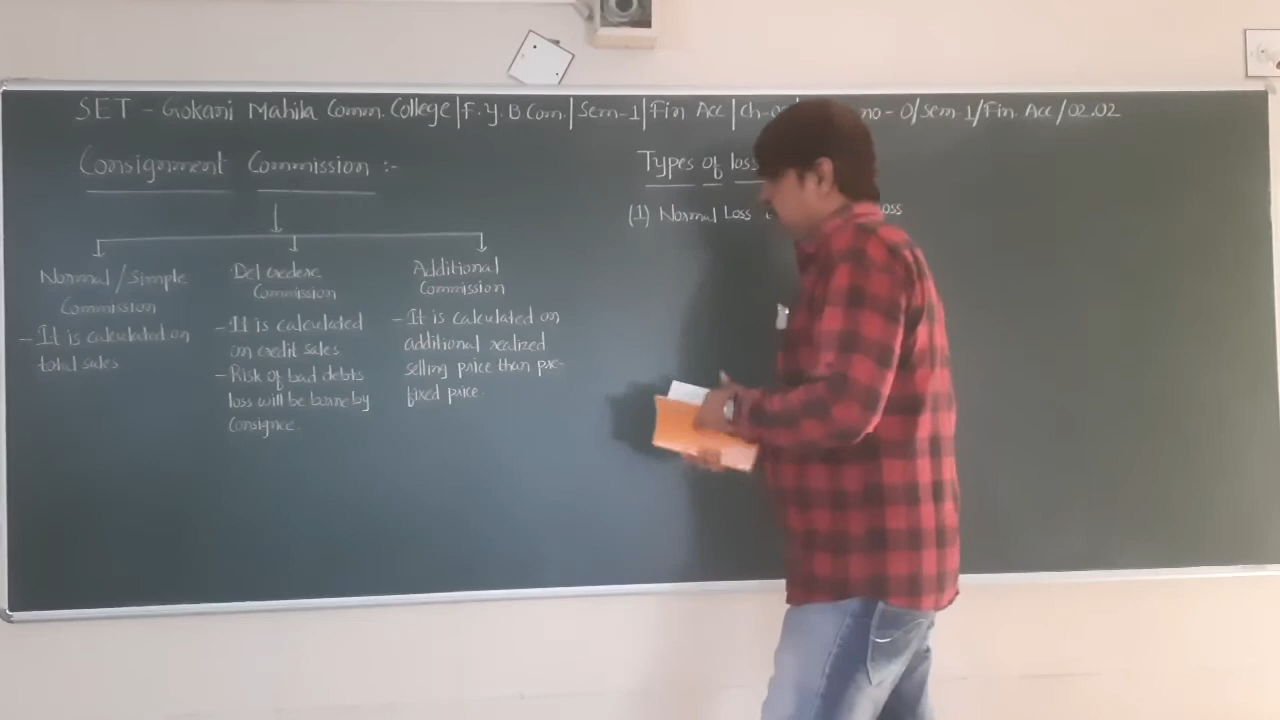 SET - Gokani Mahila Comm. College | F.Y. B Com. | Sem-1 | Fin Acc | ch-0 no - 0/Sem 1/Fin. Acc/02.02
Consignment Commission :-
Normal/Simple
Commission
- It is calculated on
total sales
Del credere
Commission
- It is calculated
on credit sales
- Risk of bad debts
loss will be borne by
consignee.
Additional
Commission
- It is calculated on
additional realized
selling price than pre-
fixed price.
Types of loss
(1) Normal Loss oss